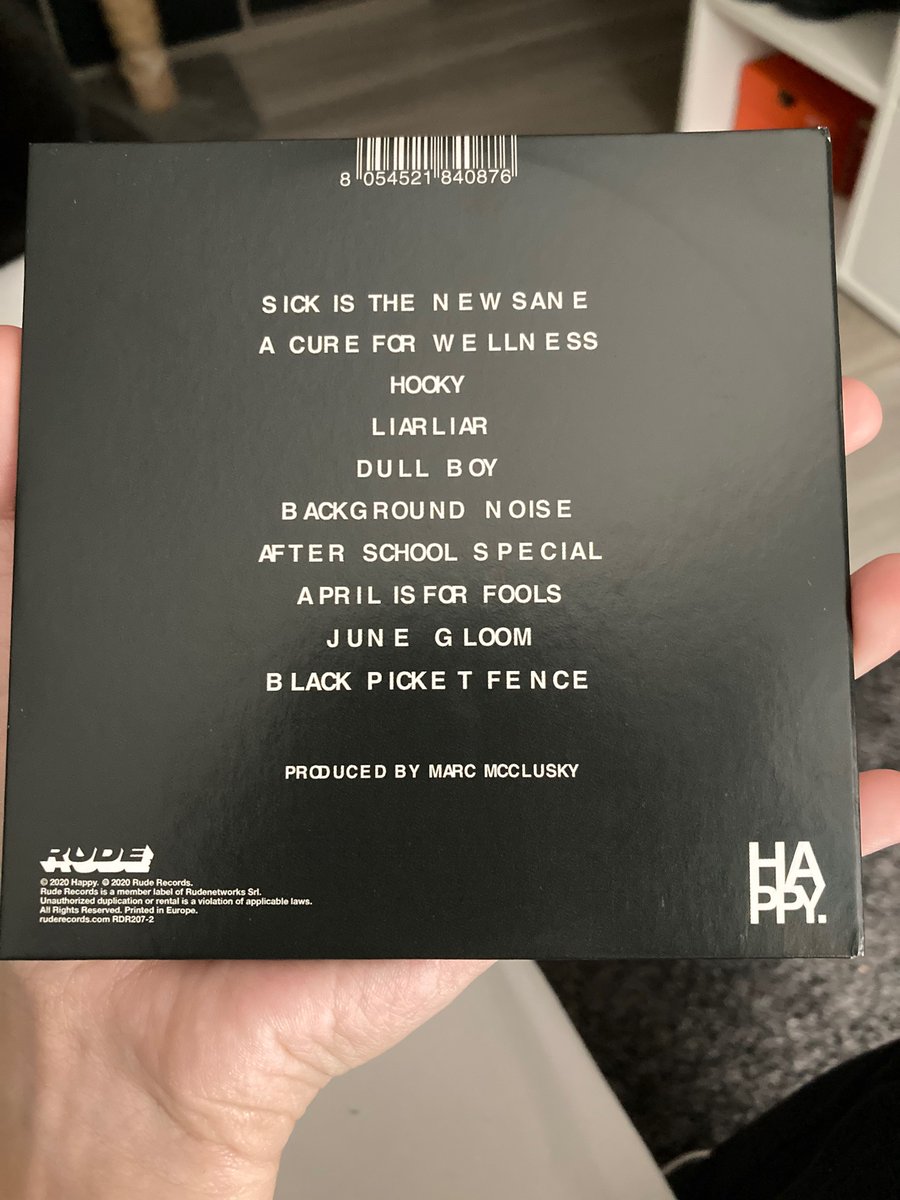 8 054521 840876
SICK IS THE NEW SANE
A CURE FOR WELLNESS
HOOKY
LIAR LIAR
DULL BOY
BACKGROUND NOISE
AFTER SCHOOL SPECIAL
APRIL IS FOR FOOLS
JUNE GLOOM
BLACK PICKET FENCE
PRODUCED BY MARC MCCLUSKY
RUDE
© 2020 Happy. ℗ 2020 Rude Records.
Rude Records is a member label of Rudenetworks Srl.
Unauthorized duplication or rental is a violation of applicable laws.
All Rights Reserved. Printed in Europe.
ruderecords.com RDR207-2
HA
PPY.